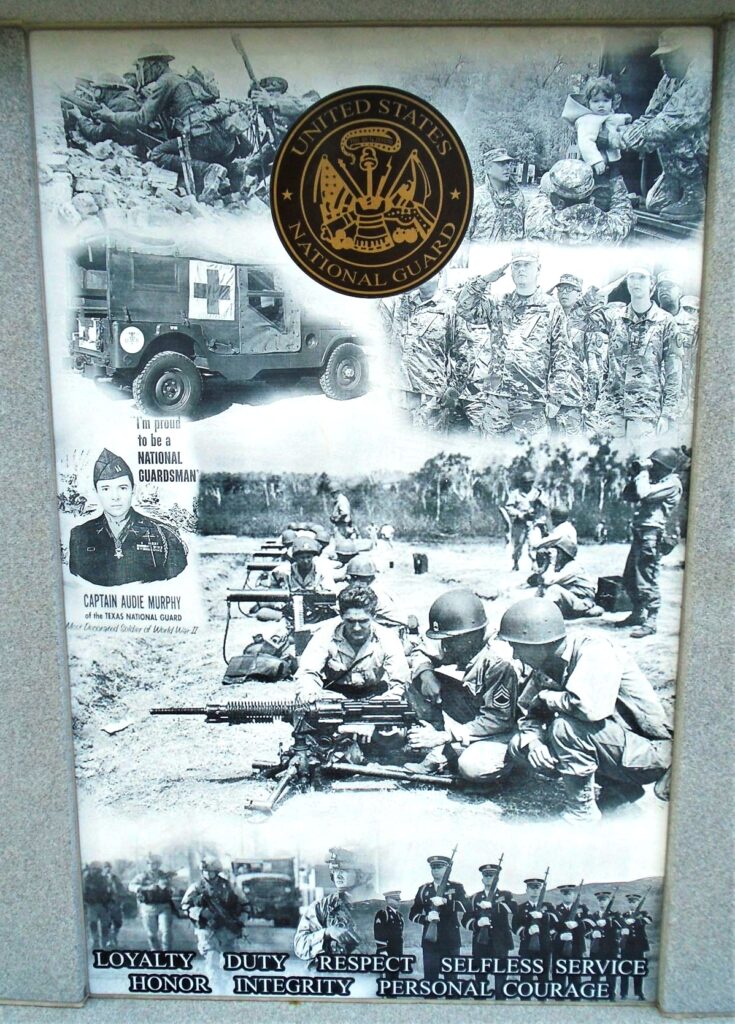 UNITED STATES
NATIONAL GUARD
"I'm proud
to be a
NATIONAL
GUARDSMAN"
CAPTAIN AUDIE MURPHY
of the TEXAS NATIONAL GUARD
Most Decorated Soldier of World War II
LOYALTY DUTY RESPECT SELFLESS SERVICE
HONOR INTEGRITY PERSONAL COURAGE